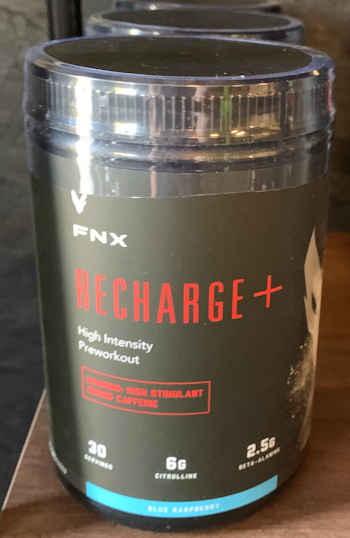 FNX
RECHARGE+
High Intensity
Preworkout
WARNING: HIGH STIMULANT
CAFFEINE
30
SERVINGS
6G
CITRULLINE
2.5G
BETA-ALANINE
BLUE RASPBERRY